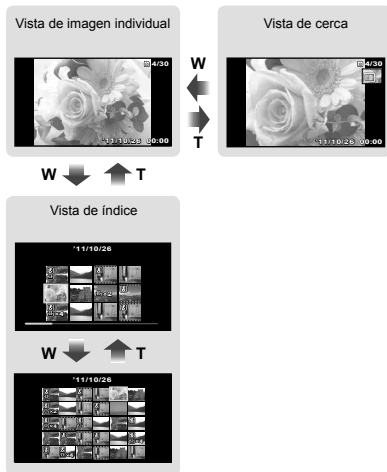 Vista de imagen individual
Vista de cerca
4/30
'11/10/26 00:00
W
T
4/30
'11/10/26 00:00
W T
Vista de índice
'11/10/26
W T
'11/10/26